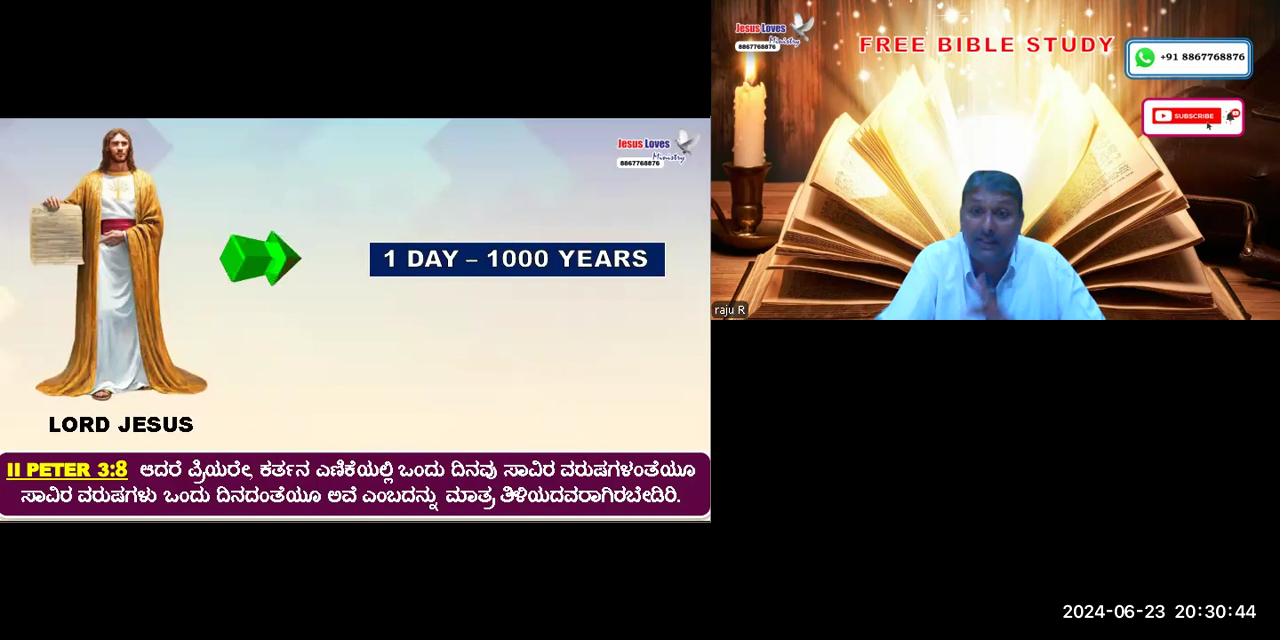 Jesus Loves
Ministry
8867768876
1 DAY – 1000 YEARS
LORD JESUS
II PETER 3:8 ಆದರೆ ಪ್ರಿಯರೇ, ಕರ್ತನ ಎಣಿಕೆಯಲ್ಲಿ ಒಂದು ದಿನವು ಸಾವಿರ ವರುಷಗಳಂತೆಯೂ
ಸಾವಿರ ವರುಷಗಳು ಒಂದು ದಿನದಂತೆಯೂ ಅವೆ ಎಂಬದನ್ನು ಮಾತ್ರ ತಿಳಿಯದವರಾಗಿರಬೇಡಿರಿ.
Jesus Loves
Ministry
8867768876
FREE BIBLE STUDY
+91 8867768876
SUBSCRIBE
raju R
2024-06-23 20:30:44